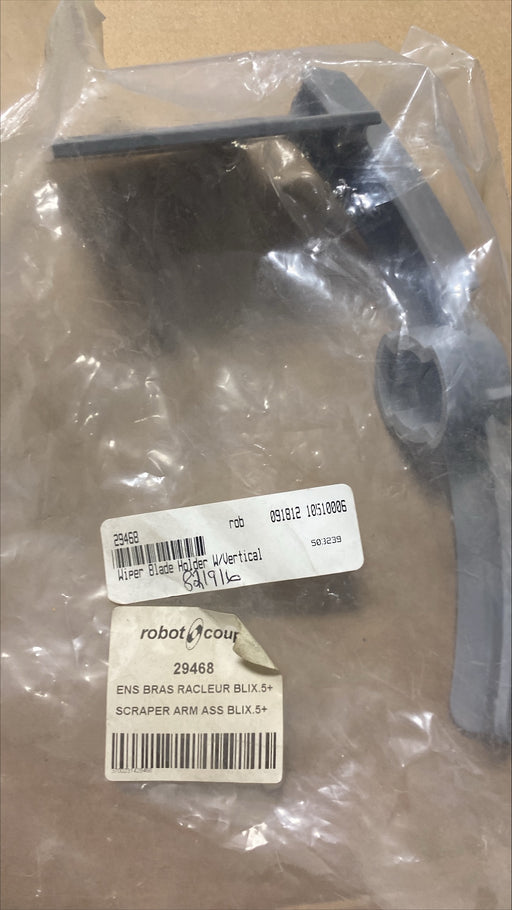 rob 091812 10510006
29468
503239
Wiper Blade Holder W/Vertical
robot coup
29468
ENS BRAS RACLEUR BLIX.5+
SCRAPER ARM ASS BLIX.5+